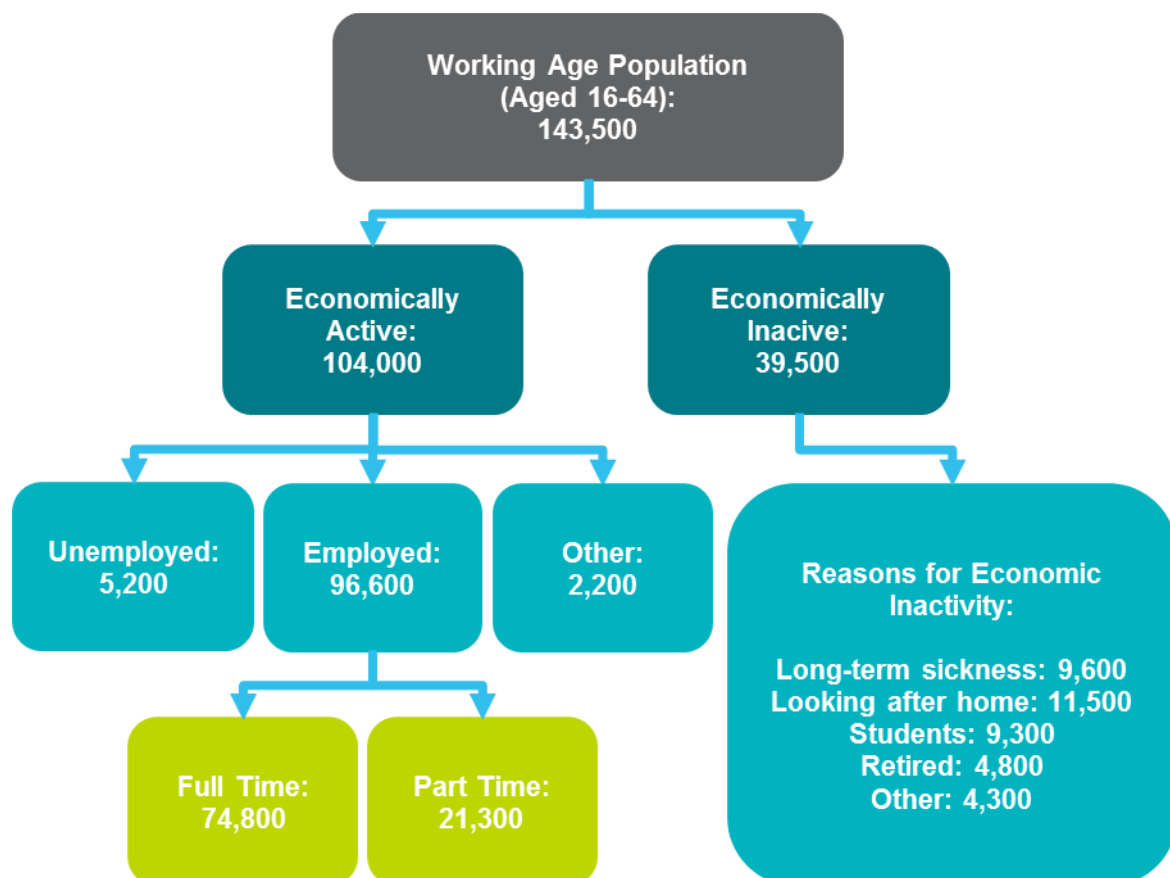 Working Age Population
(Aged 16-64):
143,500
Economically
Active:
104,000
Economically
Inacive:
39,500
Unemployed:
5,200
Employed:
96,600
Other:
2,200
Reasons for Economic
Inactivity:
Long-term sickness: 9,600
Looking after home: 11,500
Students: 9,300
Retired: 4,800
Other: 4,300
Full Time:
74,800
Part Time:
21,300